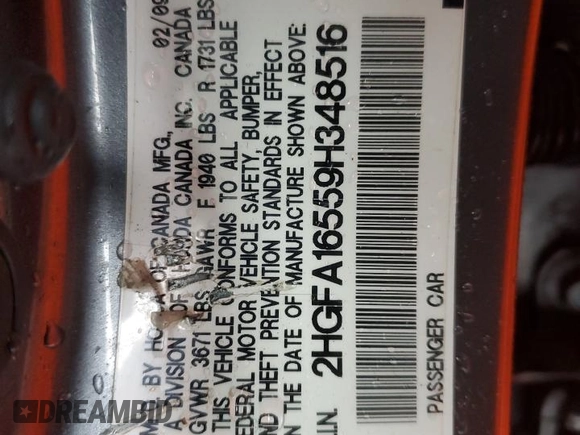 MFD. BY HONDA OF CANADA MFG., 02/09
A DIVISION OF HONDA CANADA INC. CANADA
GVWR 3671 LBS GAWR F 1940 LBS R 1731 LBS
THIS VEHICLE CONFORMS TO ALL APPLICABLE
FEDERAL MOTOR VEHICLE SAFETY, BUMPER,
AND THEFT PREVENTION STANDARDS IN EFFECT
ON THE DATE OF MANUFACTURE SHOWN ABOVE.
V.I.N. 2HGFA16559H348516
PASSENGER CAR
DREAMBID